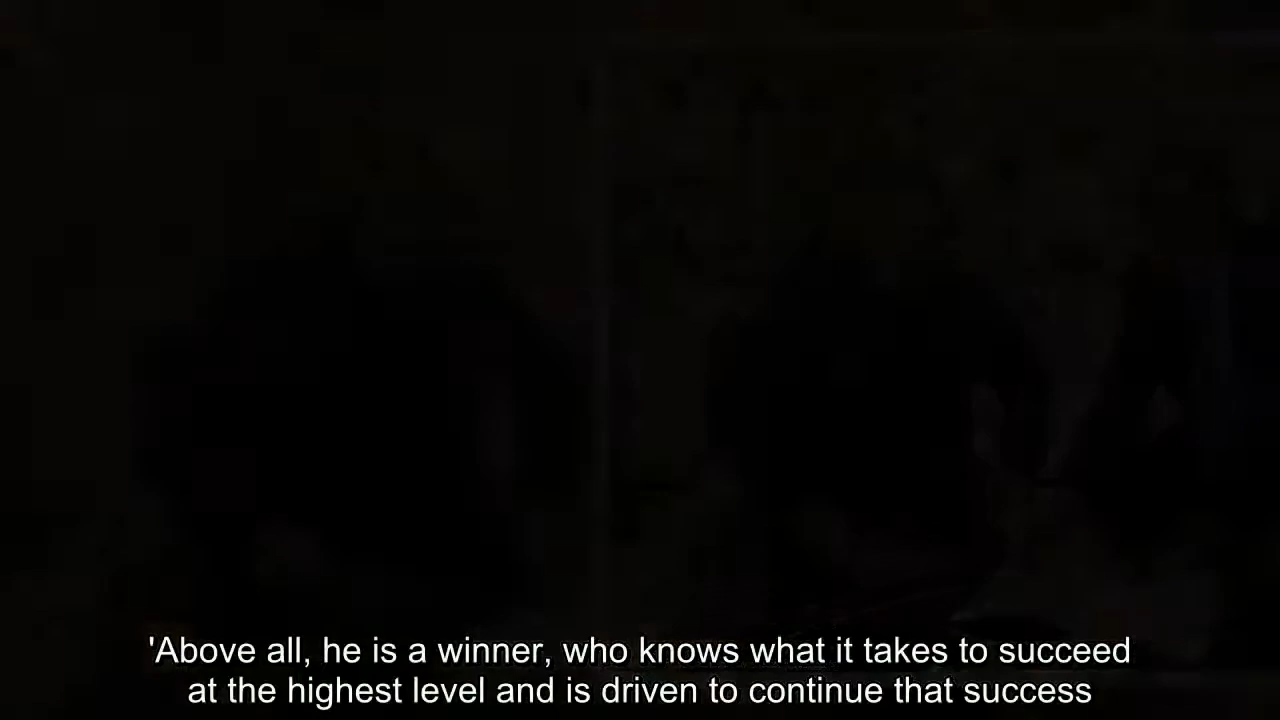 'Above all, he is a winner, who knows what it takes to succeed
at the highest level and is driven to continue that success